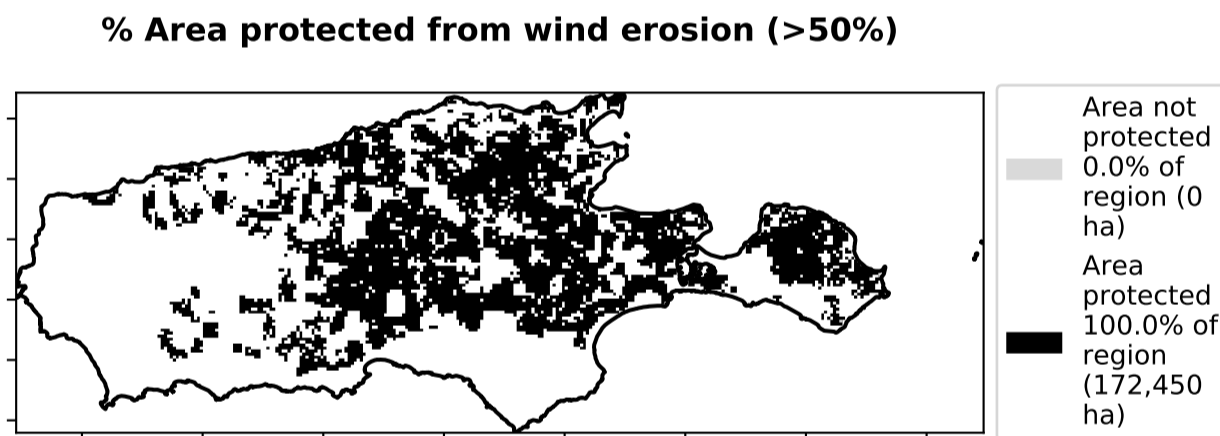 % Area protected from wind erosion (>50%)
Area not
protected
0.0% of
region (0
ha)
Area
protected
100.0% of
region
(172,450
ha)